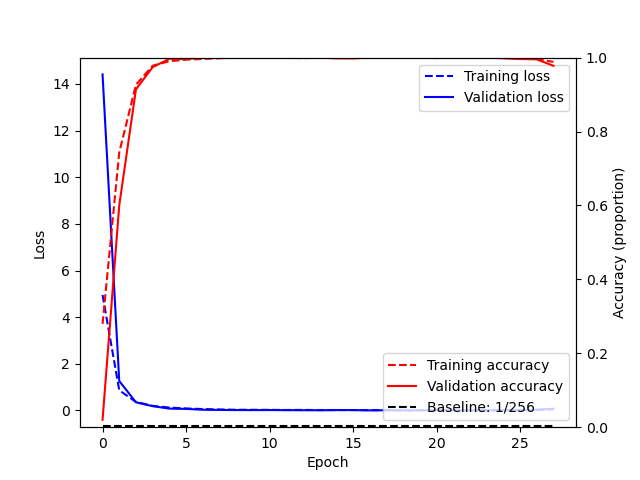 Training loss
Validation loss
Training accuracy
Validation accuracy
Baseline: 1/256
Loss
14
12
10
8
6
4
2
0
Accuracy (proportion)
1.0
0.8
0.6
0.4
0.2
0.0
0
5
10
15
20
25
Epoch